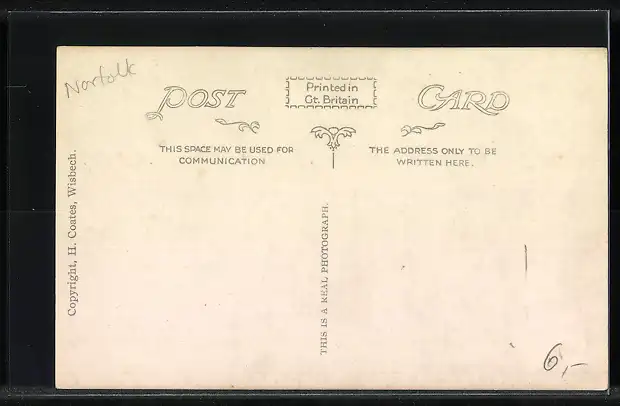 Norfolk
POST CARD
Printed in
Gt. Britain
THIS SPACE MAY BE USED FOR
COMMUNICATION
THE ADDRESS ONLY TO BE
WRITTEN HERE.
Copyright, H. Coates, Wisbech.
THIS IS A REAL PHOTOGRAPH.
6,-